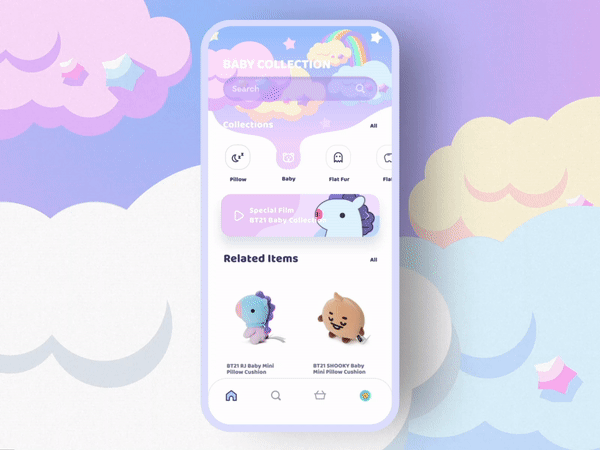 BABY COLLECTION
Search
Collections
All
Pillow
Baby
Flat Fur
Flat
Special Film
BT21 Baby Collection
Related Items
All
BT21 RJ Baby Mini
Pillow Cushion
BT21 SHOOKY Baby
Mini Pillow Cushion